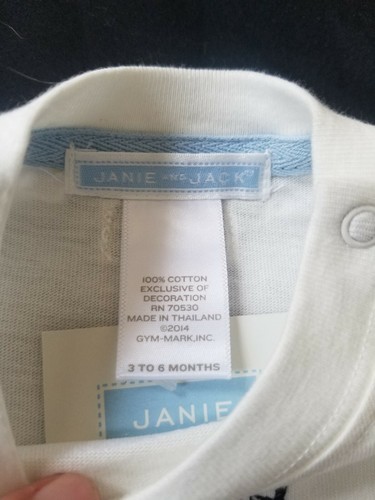 JANIE AND JACK®
100% COTTON
EXCLUSIVE OF
DECORATION
RN 70530
MADE IN THAILAND
©2014
GYM-MARK,INC.
3 TO 6 MONTHS
JANIE